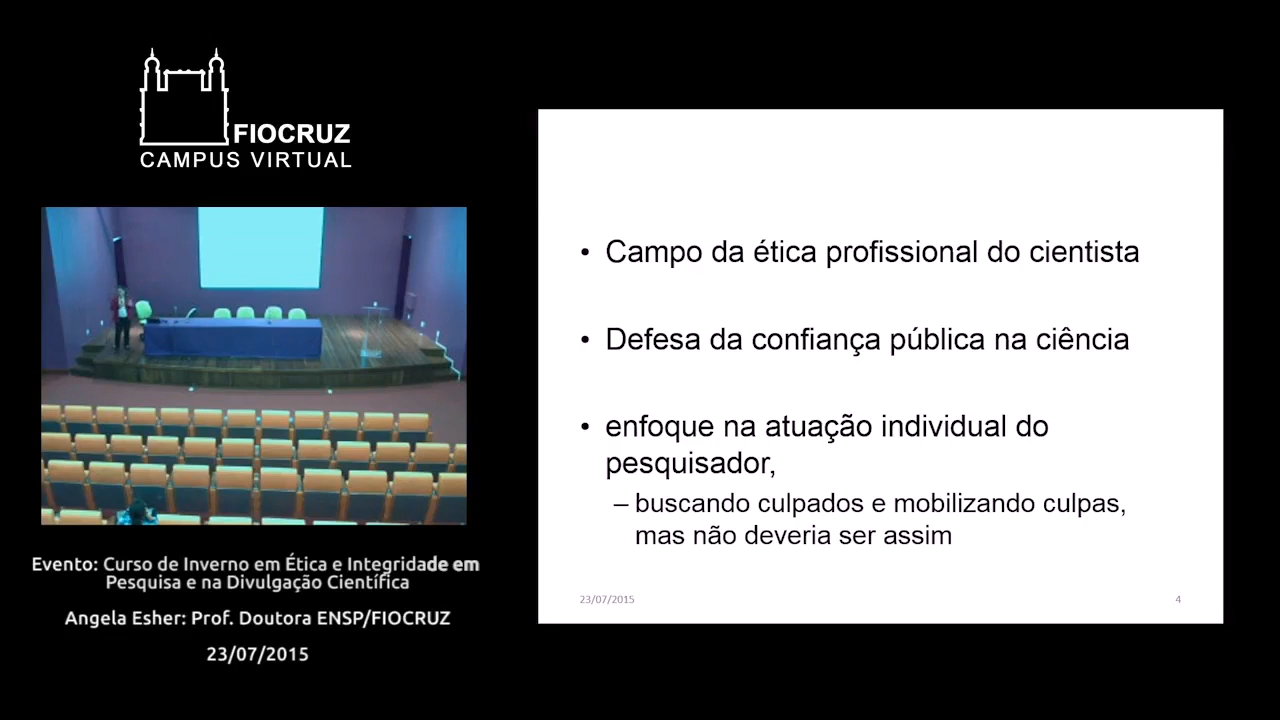 FIOCRUZ
CAMPUS VIRTUAL
Evento: Curso de Inverno em Ética e Integridade em
Pesquisa e na Divulgação Científica
Angela Esher: Prof. Doutora ENSP/FIOCRUZ
23/07/2015
• Campo da ética profissional do cientista
• Defesa da confiança pública na ciência
• enfoque na atuação individual do
pesquisador,
– buscando culpados e mobilizando culpas,
mas não deveria ser assim
23/07/2015
4